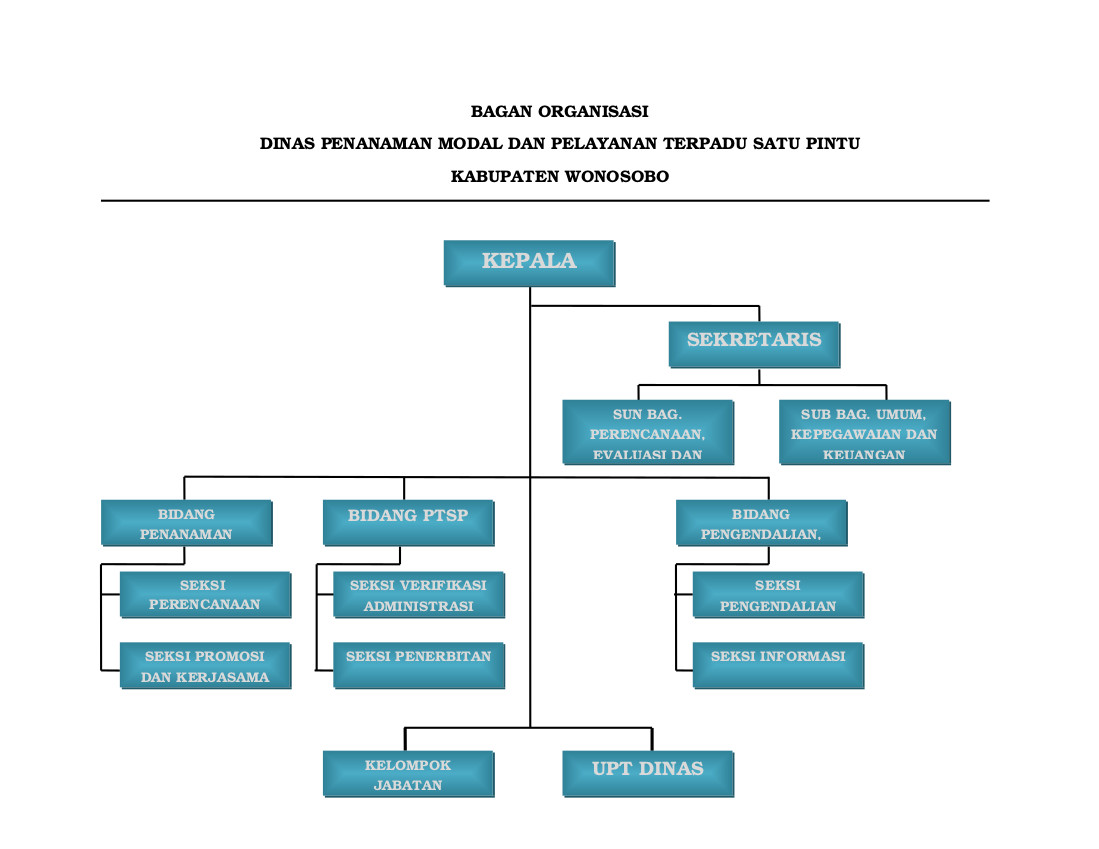 BAGAN ORGANISASI
DINAS PENANAMAN MODAL DAN PELAYANAN TERPADU SATU PINTU
KABUPATEN WONOSOBO
KEPALA
SEKRETARIS
SUN BAG.
PERENCANAAN,
EVALUASI DAN
SUB BAG. UMUM,
KEPEGAWAIAN DAN
KEUANGAN
BIDANG
PENANAMAN
BIDANG PTSP
BIDANG
PENGENDALIAN,
SEKSI
PERENCANAAN
SEKSI VERIFIKASI
ADMINISTRASI
SEKSI
PENGENDALIAN
SEKSI PROMOSI
DAN KERJASAMA
SEKSI PENERBITAN
SEKSI INFORMASI
KELOMPOK
JABATAN
UPT DINAS